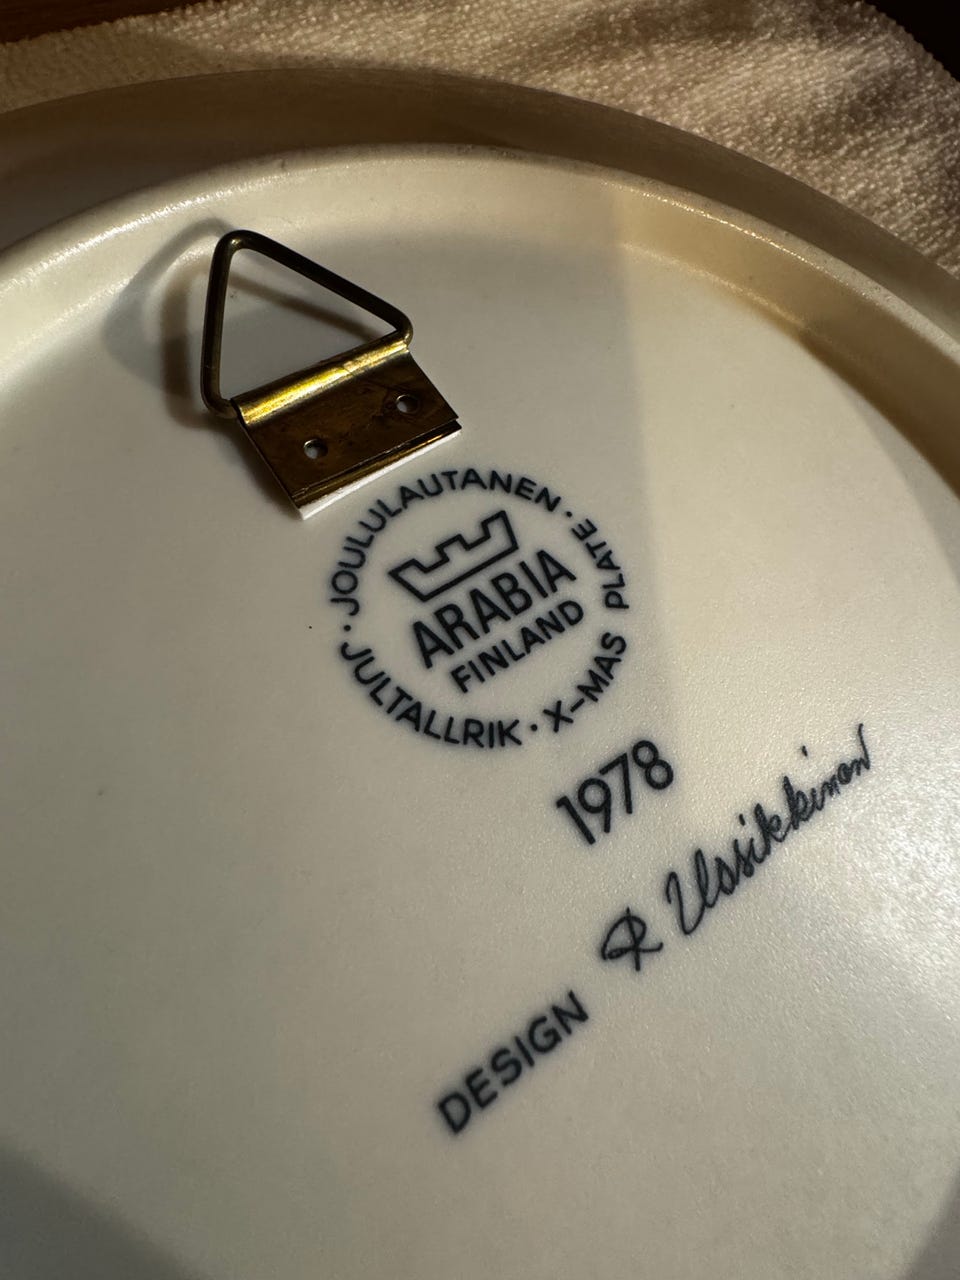 · JOULULAUTANEN · X-MAS PLATE · JULTALLRIK
ARABIA
FINLAND
1978
DESIGN R Uosikkinen